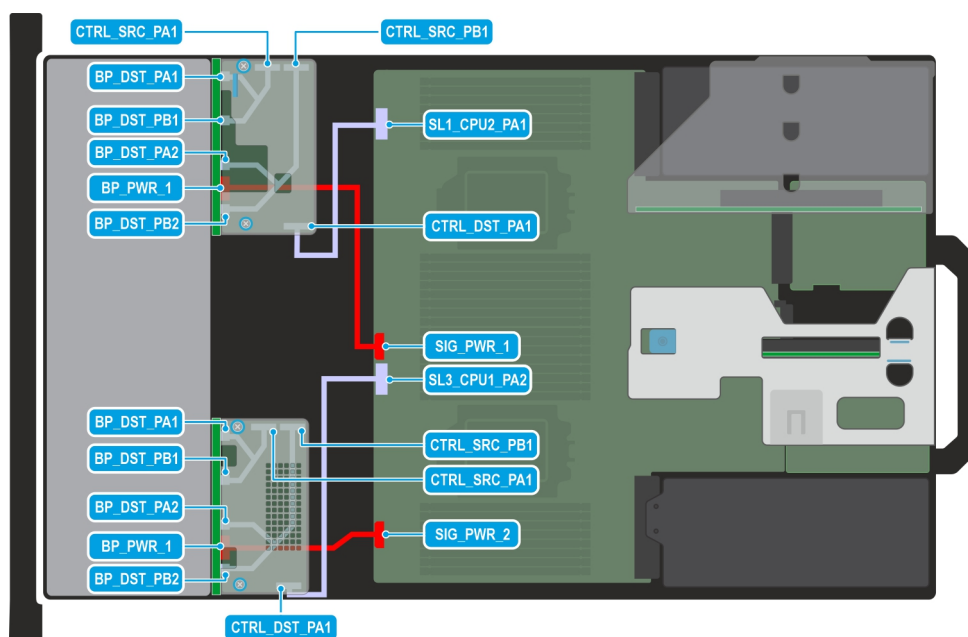 CTRL_SRC_PA1
CTRL_SRC_PB1
BP_DST_PA1
BP_DST_PB1
SL1_CPU2_PA1
BP_DST_PA2
BP_PWR_1
BP_DST_PB2
CTRL_DST_PA1
SIG_PWR_1
SL3_CPU1_PA2
BP_DST_PA1
CTRL_SRC_PB1
BP_DST_PB1
CTRL_SRC_PA1
BP_DST_PA2
SIG_PWR_2
BP_PWR_1
BP_DST_PB2
CTRL_DST_PA1